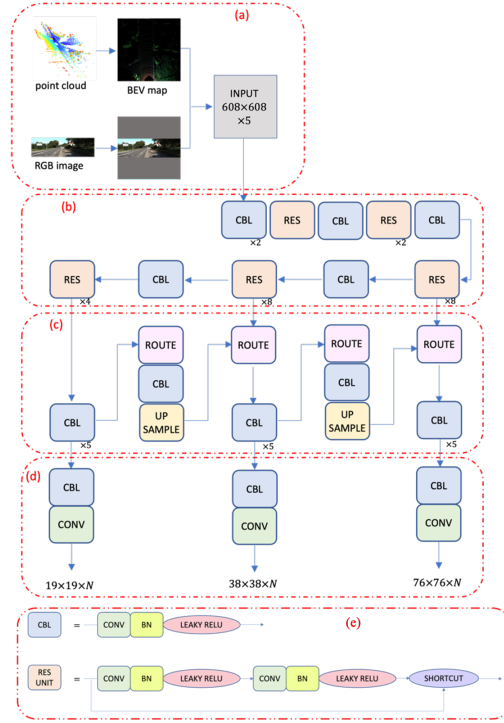 (a)
point cloud
BEV map
INPUT
608×608
×5
RGB image
(b)
CBL
×2
RES
CBL
RES
×2
CBL
RES
×4
CBL
RES
×8
CBL
RES
×8
(c)
ROUTE
ROUTE
ROUTE
ROUTE
CBL
CBL
CBL
×5
UP
SAMPLE
CBL
×5
UP
SAMPLE
CBL
×5
(d)
CBL
CONV
CBL
CONV
CBL
CONV
19×19×N
38×38×N
76×76×N
(e)
CBL
=
CONV
BN
LEAKY RELU
RES
UNIT
=
CONV
BN
LEAKY RELU
CONV
BN
LEAKY RELU
SHORTCUT